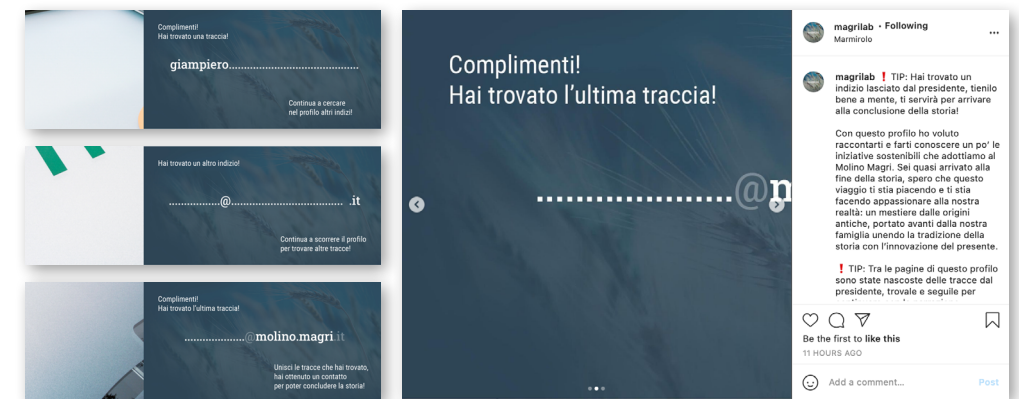 Complimenti!
Hai trovato una traccia!
giampiero...........................................
Continua a cercare
nel profilo altri indizi!
Hai trovato un altro indizio!
.................@..................................... .it
Continua a scorrere il profilo
per trovare altre tracce!
Complimenti!
Hai trovato l'ultima traccia!
....................@molino.magri.it
Unisci le tracce che hai trovato,
hai ottenuto un contatto
per poter concludere la storia!
Complimenti!
Hai trovato l'ultima traccia!
....................@m
magrilab • Following
Marmirolo
magrilab ❗ TIP: Hai trovato un
indizio lasciato dal presidente, tienilo
bene a mente, ti servirà per arrivare
alla conclusione della storia!
Con questo profilo ho voluto
raccontarti e farti conoscere un po' le
iniziative sostenibili che adottiamo al
Molino Magri. Sei quasi arrivato alla
fine della storia, spero che questo
viaggio ti stia piacendo e ti stia
facendo appassionare alla nostra
realtà: un mestiere dalle origini
antiche, portato avanti dalla nostra
famiglia unendo la tradizione della
storia con l'innovazione del presente.
❗ TIP: Tra le pagine di questo profilo
sono state nascoste delle tracce dal
presidente, trovale e seguile per
Be the first to like this
11 HOURS AGO
Add a comment...
Post